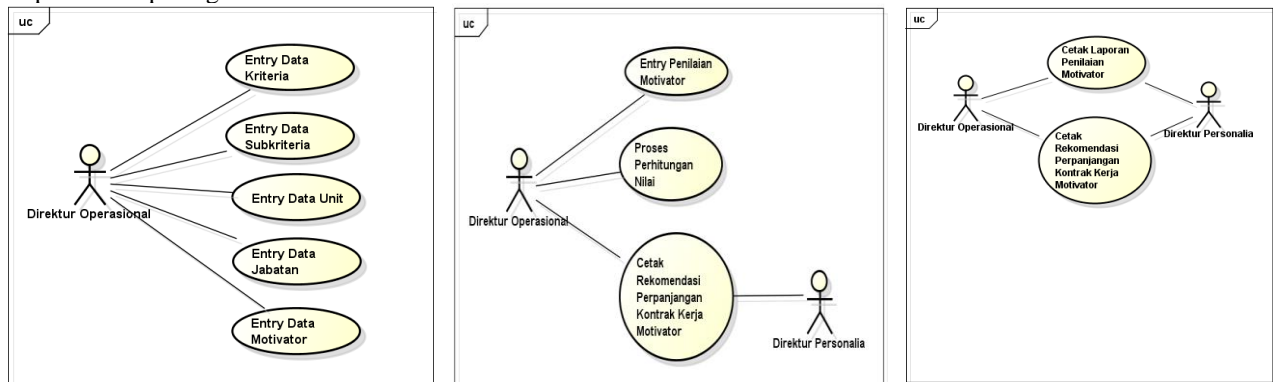 uc
Entry Data
Kriteria
Entry Data
Subkriteria
Entry Data Unit
Entry Data
Jabatan
Entry Data
Motivator
Direktur Operasional
uc
Entry Penilaian
Motivator
Proses
Perhitungan
Nilai
Direktur Operasional
Cetak
Rekomendasi
Perpanjangan
Kontrak Kerja
Motivator
Direktur Personalia
uc
Cetak Laporan
Penilaian
Motivator
Direktur Operasional
Direktur Personalia
Cetak
Rekomendasi
Perpanjangan
Kontrak Kerja
Motivator